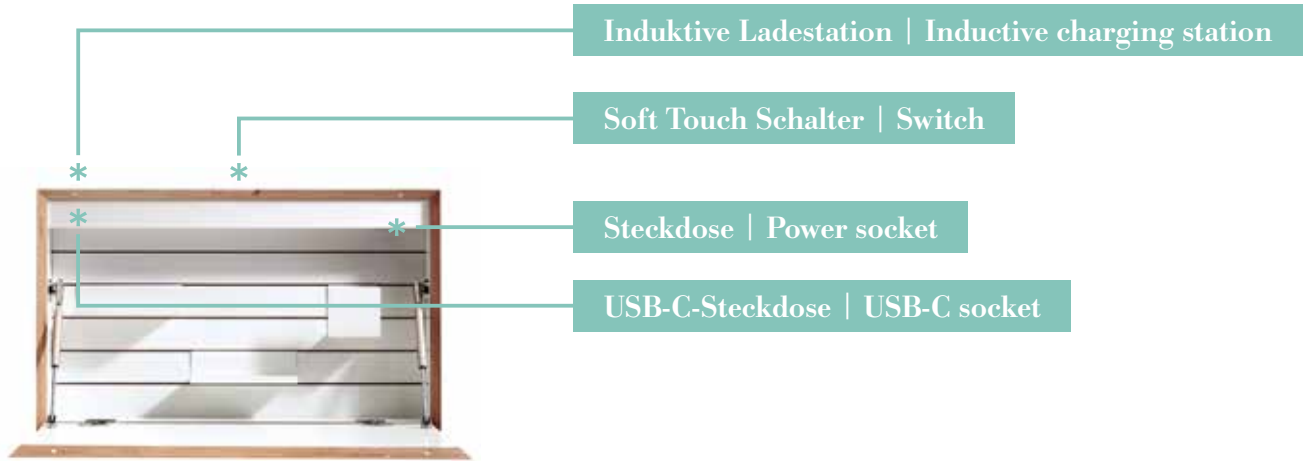 Induktive Ladestation | Inductive charging station
Soft Touch Schalter | Switch
Steckdose | Power socket
USB-C-Steckdose | USB-C socket